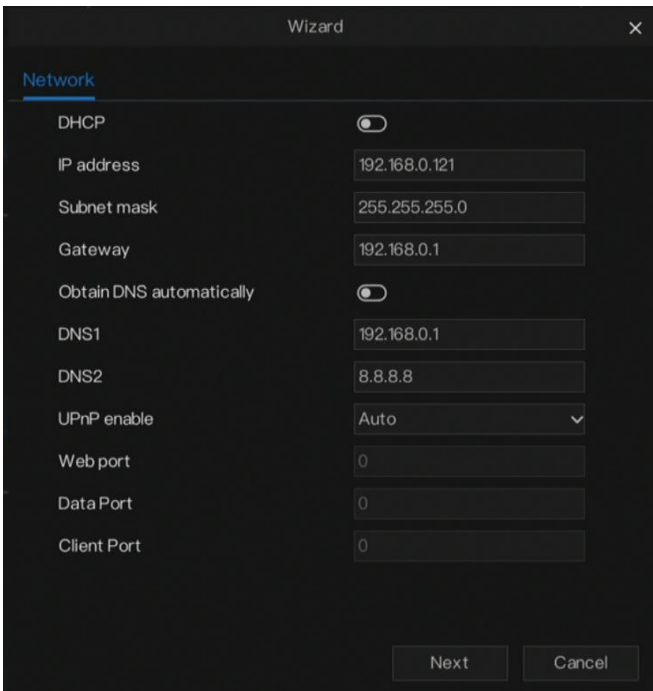 Wizard
Network
DHCP
IP address 192.168.0.121
Subnet mask 255.255.255.0
Gateway 192.168.0.1
Obtain DNS automatically
DNS1 192.168.0.1
DNS2 8.8.8.8
UPnP enable Auto
Web port 0
Data Port 0
Client Port 0
Next Cancel